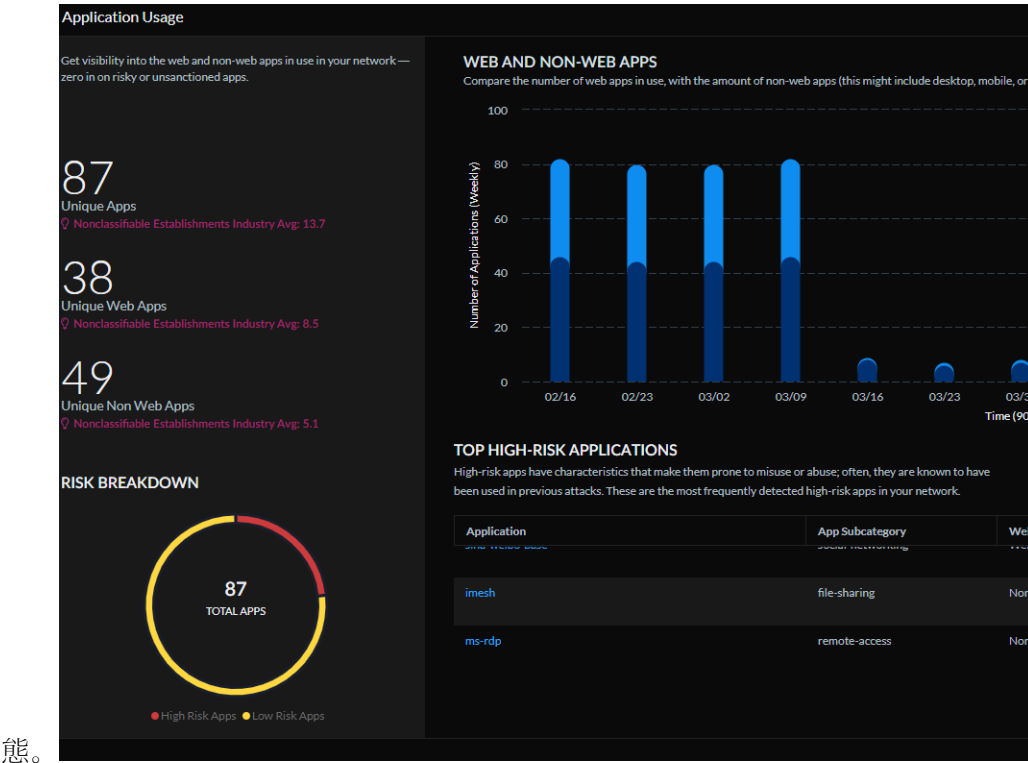 Application Usage
Get visibility into the web and non-web apps in use in your network —
zero in on risky or unsanctioned apps.
87
Unique Apps
Nonclassifiable Establishments Industry Avg: 13.7
38
Unique Web Apps
Nonclassifiable Establishments Industry Avg: 8.5
49
Unique Non Web Apps
Nonclassifiable Establishments Industry Avg: 5.1
RISK BREAKDOWN
87
TOTAL APPS
High Risk Apps Low Risk Apps
WEB AND NON-WEB APPS
Compare the number of web apps in use, with the amount of non-web apps (this might include desktop, mobile, or
Number of Applications (Weekly)
100
80
60
40
20
0
02/16 02/23 03/02 03/09 03/16 03/23 03/3
Time (90
TOP HIGH-RISK APPLICATIONS
High-risk apps have characteristics that make them prone to misuse or abuse; often, they are known to have
been used in previous attacks. These are the most frequently detected high-risk apps in your network.
Application App Subcategory We
imesh file-sharing Nor
ms-rdp remote-access Nor
態。